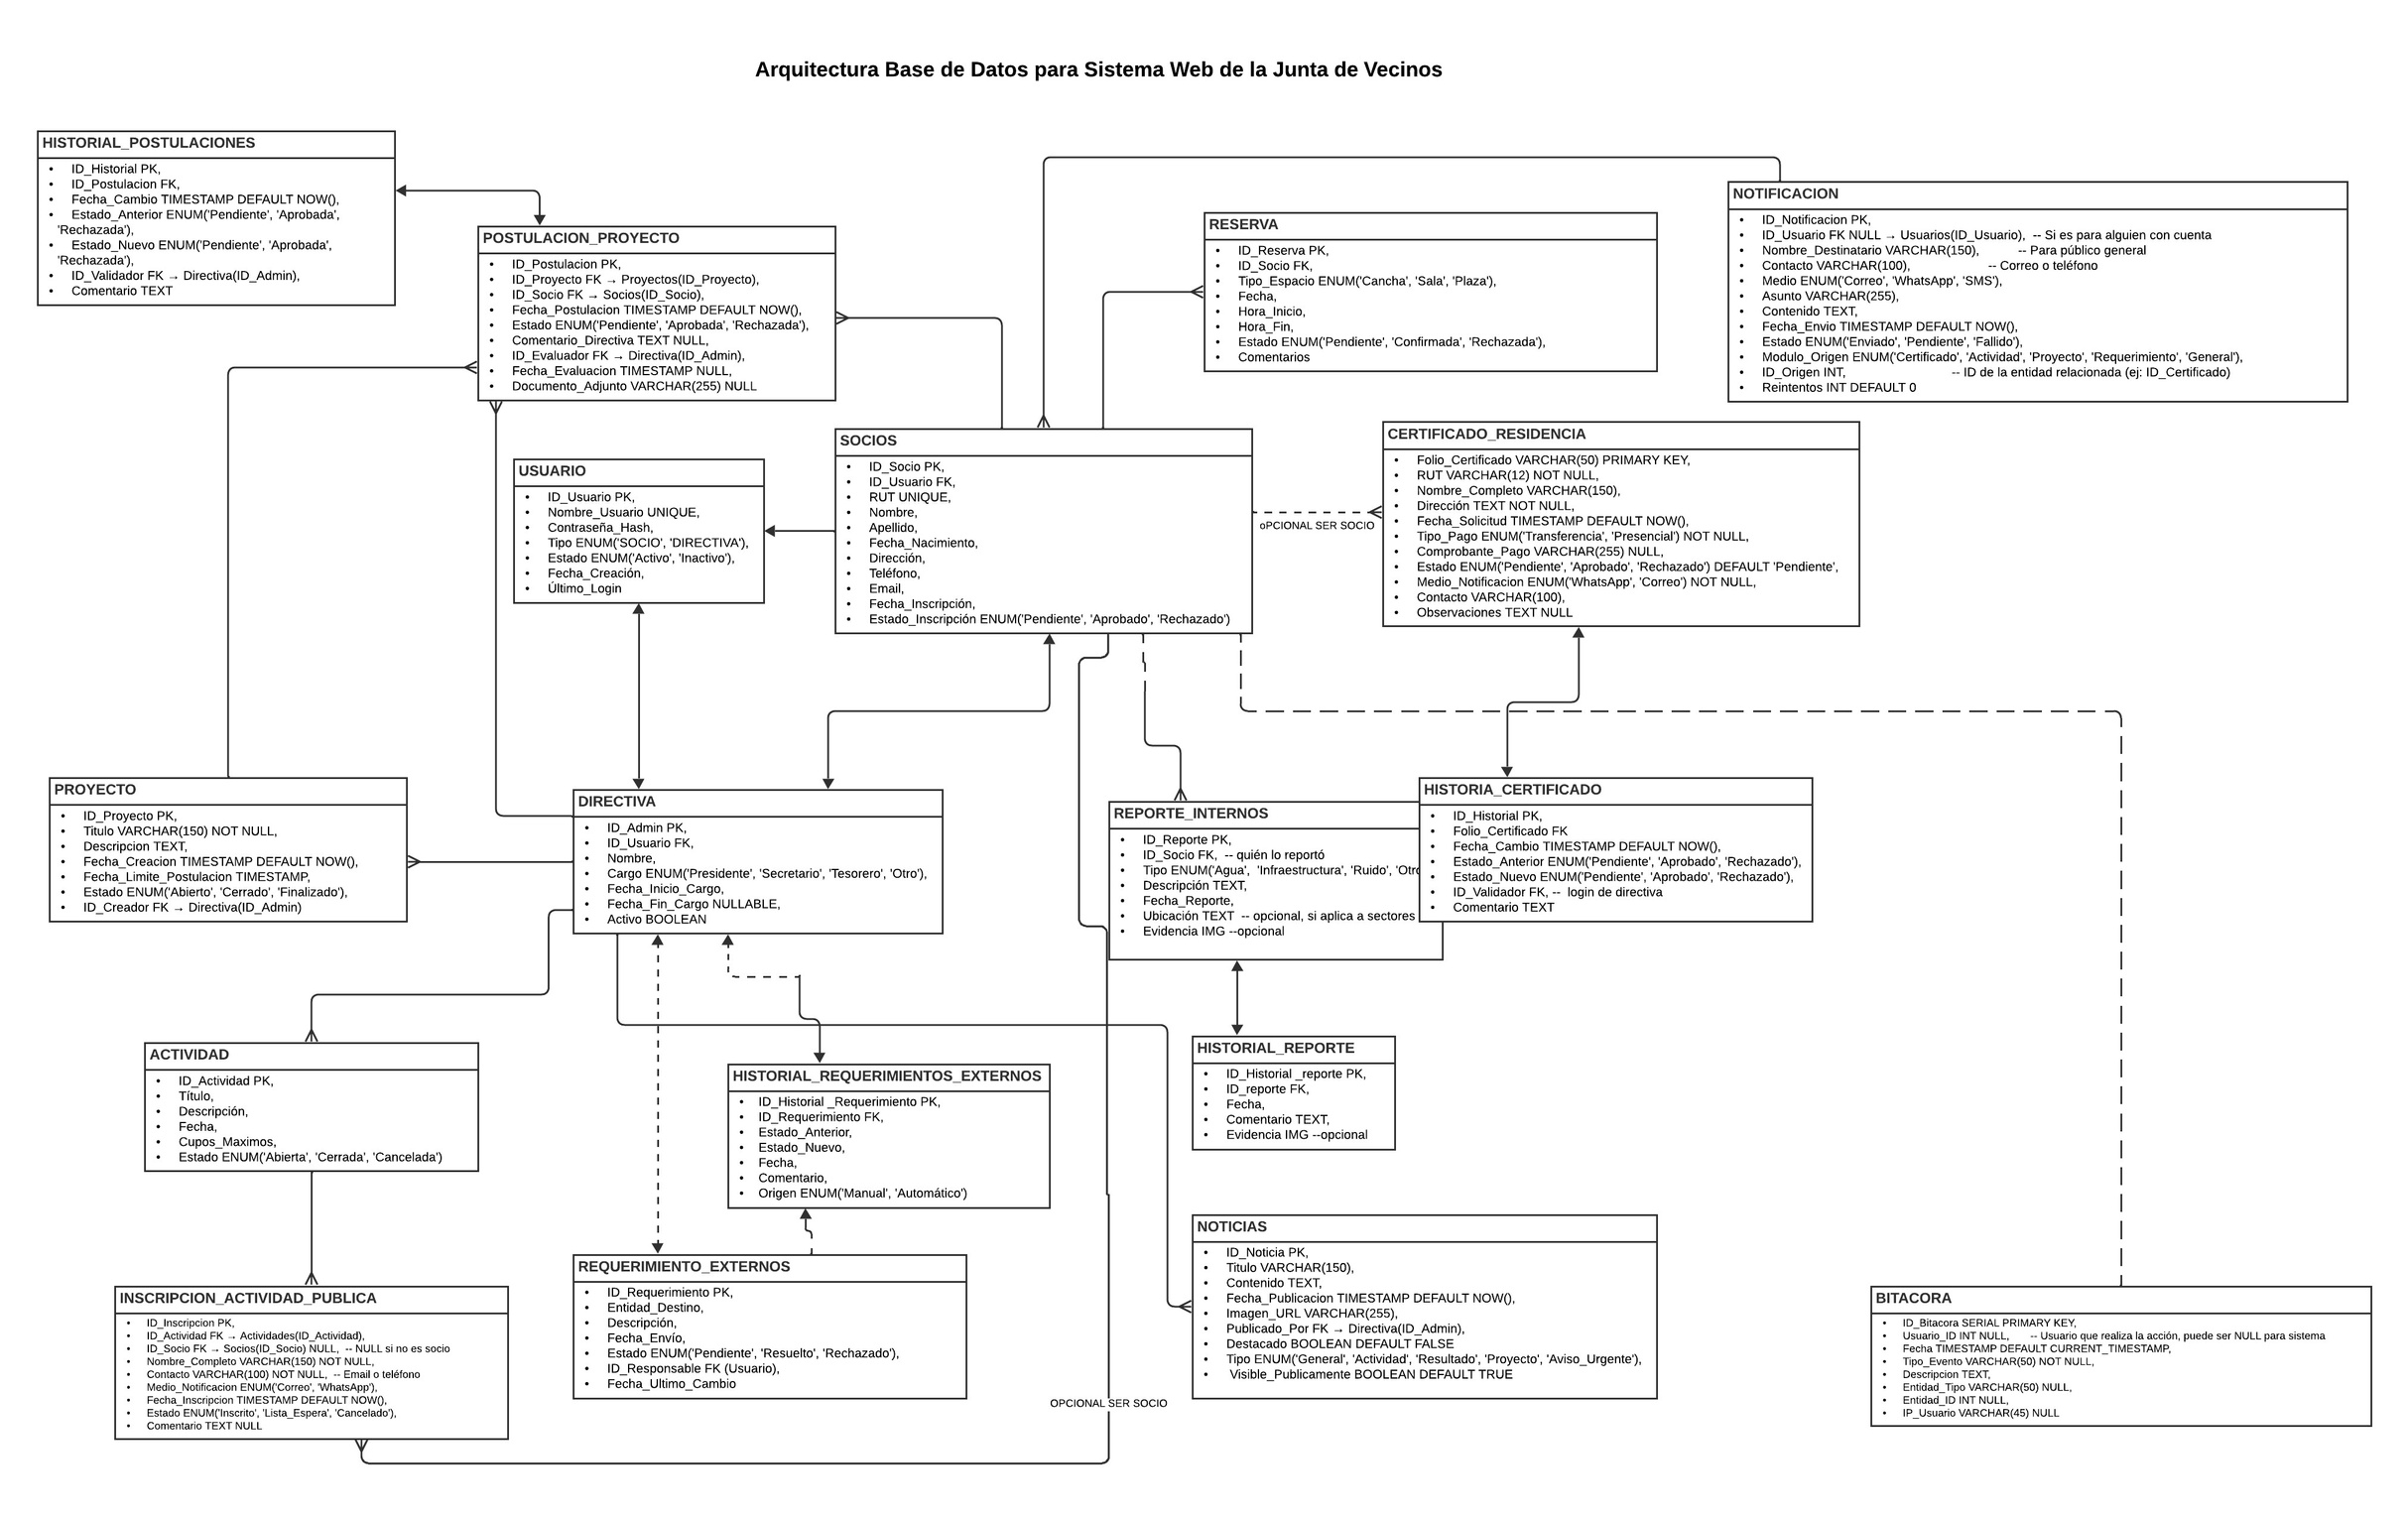 Arquitectura Base de Datos para Sistema Web de la Junta de Vecinos
HISTORIAL_POSTULACIONES
• ID_Historial PK,
• ID_Postulacion FK,
• Fecha_Cambio TIMESTAMP DEFAULT NOW(),
• Estado_Anterior ENUM('Pendiente', 'Aprobada',
'Rechazada'),
• Estado_Nuevo ENUM('Pendiente', 'Aprobada',
'Rechazada'),
• ID_Validador FK → Directiva(ID_Admin),
• Comentario TEXT
POSTULACION_PROYECTO
• ID_Postulacion PK,
• ID_Proyecto FK → Proyectos(ID_Proyecto),
• ID_Socio FK → Socios(ID_Socio),
• Fecha_Postulacion TIMESTAMP DEFAULT NOW(),
• Estado ENUM('Pendiente', 'Aprobada', 'Rechazada'),
• Comentario_Directiva TEXT NULL,
• ID_Evaluador FK → Directiva(ID_Admin),
• Fecha_Evaluacion TIMESTAMP NULL,
• Documento_Adjunto VARCHAR(255) NULL
RESERVA
• ID_Reserva PK,
• ID_Socio FK,
• Tipo_Espacio ENUM('Cancha', 'Sala', 'Plaza'),
• Fecha,
• Hora_Inicio,
• Hora_Fin,
• Estado ENUM('Pendiente', 'Confirmada', 'Rechazada'),
• Comentarios
NOTIFICACION
• ID_Notificacion PK,
• ID_Usuario FK NULL → Usuarios(ID_Usuario), -- Si es para alguien con cuenta
• Nombre_Destinatario VARCHAR(150), -- Para público general
• Contacto VARCHAR(100), -- Correo o teléfono
• Medio ENUM('Correo', 'WhatsApp', 'SMS'),
• Asunto VARCHAR(255),
• Contenido TEXT,
• Fecha_Envio TIMESTAMP DEFAULT NOW(),
• Estado ENUM('Enviado', 'Pendiente', 'Fallido'),
• Modulo_Origen ENUM('Certificado', 'Actividad', 'Proyecto', 'Requerimiento', 'General'),
• ID_Origen INT, -- ID de la entidad relacionada (ej: ID_Certificado)
• Reintentos INT DEFAULT 0
USUARIO
• ID_Usuario PK,
• Nombre_Usuario UNIQUE,
• Contraseña_Hash,
• Tipo ENUM('SOCIO', 'DIRECTIVA'),
• Estado ENUM('Activo', 'Inactivo'),
• Fecha_Creación,
• Último_Login
SOCIOS
• ID_Socio PK,
• ID_Usuario FK,
• RUT UNIQUE,
• Nombre,
• Apellido,
• Fecha_Nacimiento,
• Dirección,
• Teléfono,
• Email,
• Fecha_Inscripción,
• Estado_Inscripción ENUM('Pendiente', 'Aprobado', 'Rechazado')
oPCIONAL SER SOCIO
CERTIFICADO_RESIDENCIA
• Folio_Certificado VARCHAR(50) PRIMARY KEY,
• RUT VARCHAR(12) NOT NULL,
• Nombre_Completo VARCHAR(150),
• Dirección TEXT NOT NULL,
• Fecha_Solicitud TIMESTAMP DEFAULT NOW(),
• Tipo_Pago ENUM('Transferencia', 'Presencial') NOT NULL,
• Comprobante_Pago VARCHAR(255) NULL,
• Estado ENUM('Pendiente', 'Aprobado', 'Rechazado') DEFAULT 'Pendiente',
• Medio_Notificacion ENUM('WhatsApp', 'Correo') NOT NULL,
• Contacto VARCHAR(100),
• Observaciones TEXT NULL
PROYECTO
• ID_Proyecto PK,
• Titulo VARCHAR(150) NOT NULL,
• Descripcion TEXT,
• Fecha_Creacion TIMESTAMP DEFAULT NOW(),
• Fecha_Limite_Postulacion TIMESTAMP,
• Estado ENUM('Abierto', 'Cerrado', 'Finalizado'),
• ID_Creador FK → Directiva(ID_Admin)
DIRECTIVA
• ID_Admin PK,
• ID_Usuario FK,
• Nombre,
• Cargo ENUM('Presidente', 'Secretario', 'Tesorero', 'Otro'),
• Fecha_Inicio_Cargo,
• Fecha_Fin_Cargo NULLABLE,
• Activo BOOLEAN
REPORTE_INTERNOS
• ID_Reporte PK,
• ID_Socio FK, -- quién lo reportó
• Tipo ENUM('Agua', 'Infraestructura', 'Ruido', 'Otro
• Descripción TEXT,
• Fecha_Reporte,
• Ubicación TEXT -- opcional, si aplica a sectores
• Evidencia IMG --opcional
HISTORIA_CERTIFICADO
• ID_Historial PK,
• Folio_Certificado FK
• Fecha_Cambio TIMESTAMP DEFAULT NOW(),
• Estado_Anterior ENUM('Pendiente', 'Aprobado', 'Rechazado'),
• Estado_Nuevo ENUM('Pendiente', 'Aprobado', 'Rechazado'),
• ID_Validador FK, -- login de directiva
• Comentario TEXT
ACTIVIDAD
• ID_Actividad PK,
• Título,
• Descripción,
• Fecha,
• Cupos_Maximos,
• Estado ENUM('Abierta', 'Cerrada', 'Cancelada')
HISTORIAL_REQUERIMIENTOS_EXTERNOS
• ID_Historial _Requerimiento PK,
• ID_Requerimiento FK,
• Estado_Anterior,
• Estado_Nuevo,
• Fecha,
• Comentario,
• Origen ENUM('Manual', 'Automático')
HISTORIAL_REPORTE
• ID_Historial _reporte PK,
• ID_reporte FK,
• Fecha,
• Comentario TEXT,
• Evidencia IMG --opcional
INSCRIPCION_ACTIVIDAD_PUBLICA
• ID_Inscripcion PK,
• ID_Actividad FK → Actividades(ID_Actividad),
• ID_Socio FK → Socios(ID_Socio) NULL, -- NULL si no es socio
• Nombre_Completo VARCHAR(150) NOT NULL,
• Contacto VARCHAR(100) NOT NULL, -- Email o teléfono
• Medio_Notificacion ENUM('Correo', 'WhatsApp'),
• Fecha_Inscripcion TIMESTAMP DEFAULT NOW(),
• Estado ENUM('Inscrito', 'Lista_Espera', 'Cancelado'),
• Comentario TEXT NULL
REQUERIMIENTO_EXTERNOS
• ID_Requerimiento PK,
• Entidad_Destino,
• Descripción,
• Fecha_Envío,
• Estado ENUM('Pendiente', 'Resuelto', 'Rechazado'),
• ID_Responsable FK (Usuario),
• Fecha_Ultimo_Cambio
OPCIONAL SER SOCIO
NOTICIAS
• ID_Noticia PK,
• Titulo VARCHAR(150),
• Contenido TEXT,
• Fecha_Publicacion TIMESTAMP DEFAULT NOW(),
• Imagen_URL VARCHAR(255),
• Publicado_Por FK → Directiva(ID_Admin),
• Destacado BOOLEAN DEFAULT FALSE
• Tipo ENUM('General', 'Actividad', 'Resultado', 'Proyecto', 'Aviso_Urgente'),
• Visible_Publicamente BOOLEAN DEFAULT TRUE
BITACORA
• ID_Bitacora SERIAL PRIMARY KEY,
• Usuario_ID INT NULL, -- Usuario que realiza la acción, puede ser NULL para sistema
• Fecha TIMESTAMP DEFAULT CURRENT_TIMESTAMP,
• Tipo_Evento VARCHAR(50) NOT NULL,
• Descripcion TEXT,
• Entidad_Tipo VARCHAR(50) NULL,
• Entidad_ID INT NULL,
• IP_Usuario VARCHAR(45) NULL